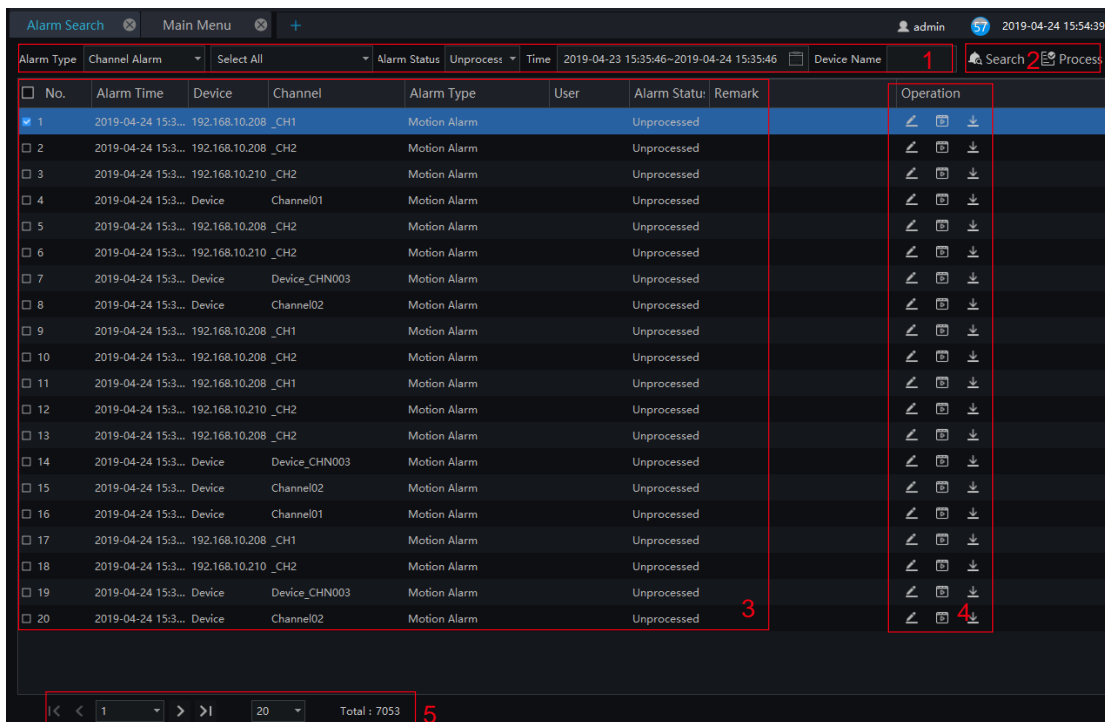 Alarm Search Main Menu + admin 57 2019-04-24 15:54:39
Alarm Type Channel Alarm Select All Alarm Status Unprocess Time 2019-04-23 15:35:46~2019-04-24 15:35:46 Device Name 1 Search 2 Process
No. Alarm Time Device Channel Alarm Type User Alarm Statu: Remark Operation
1 2019-04-24 15:3... 192.168.10.208 _CH1 Motion Alarm Unprocessed
2 2019-04-24 15:3... 192.168.10.208 _CH2 Motion Alarm Unprocessed
3 2019-04-24 15:3... 192.168.10.210 _CH2 Motion Alarm Unprocessed
4 2019-04-24 15:3... Device Channel01 Motion Alarm Unprocessed
5 2019-04-24 15:3... 192.168.10.208 _CH2 Motion Alarm Unprocessed
6 2019-04-24 15:3... 192.168.10.210 _CH2 Motion Alarm Unprocessed
7 2019-04-24 15:3... Device Device_CHN003 Motion Alarm Unprocessed
8 2019-04-24 15:3... Device Channel02 Motion Alarm Unprocessed
9 2019-04-24 15:3... 192.168.10.208 _CH1 Motion Alarm Unprocessed
10 2019-04-24 15:3... 192.168.10.208 _CH2 Motion Alarm Unprocessed
11 2019-04-24 15:3... 192.168.10.208 _CH1 Motion Alarm Unprocessed
12 2019-04-24 15:3... 192.168.10.210 _CH2 Motion Alarm Unprocessed
13 2019-04-24 15:3... 192.168.10.208 _CH2 Motion Alarm Unprocessed
14 2019-04-24 15:3... Device Device_CHN003 Motion Alarm Unprocessed
15 2019-04-24 15:3... Device Channel02 Motion Alarm Unprocessed
16 2019-04-24 15:3... Device Channel01 Motion Alarm Unprocessed
17 2019-04-24 15:3... 192.168.10.208 _CH1 Motion Alarm Unprocessed
18 2019-04-24 15:3... 192.168.10.210 _CH2 Motion Alarm Unprocessed
19 2019-04-24 15:3... Device Device_CHN003 Motion Alarm Unprocessed
20 2019-04-24 15:3... Device Channel02 Motion Alarm Unprocessed 3 4
1 20 Total : 7053 5